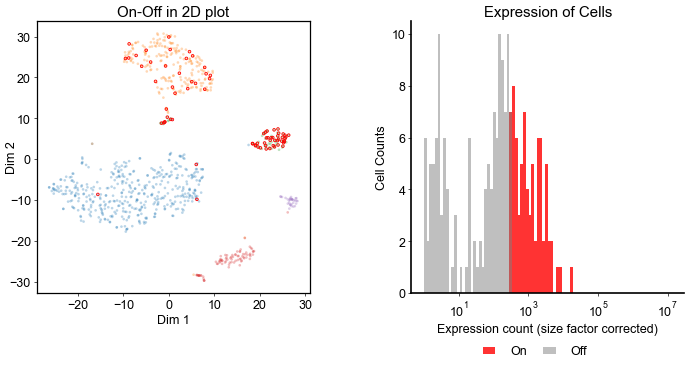 On-Off in 2D plot
Expression of Cells
30
20
10
0
−10
−20
−30
Dim 2
−20
−10
0
10
20
30
Dim 1
10
8
6
4
2
0
Cell Counts
10^1
10^3
10^5
10^7
Expression count (size factor corrected)
On
Off